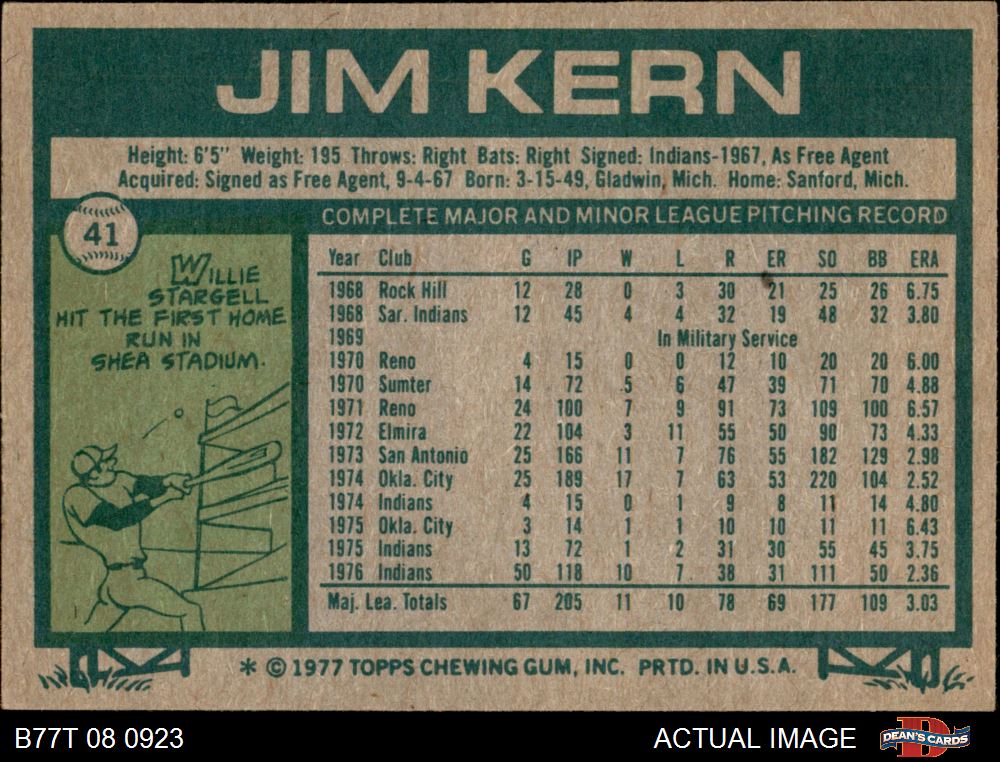 JIM KERN
Height: 6'5" Weight: 195 Throws: Right Bats: Right Signed: Indians-1967, As Free Agent
Acquired: Signed as Free Agent, 9-4-67 Born: 3-15-49, Gladwin, Mich. Home: Sanford, Mich.
41
WILLIE
STARGELL
HIT THE FIRST HOME
RUN IN
SHEA STADIUM.
COMPLETE MAJOR AND MINOR LEAGUE PITCHING RECORD
Year Club G IP W L R ER SO BB ERA
1968 Rock Hill 12 28 0 3 30 21 25 26 6.75
1968 Sar. Indians 12 45 4 4 32 19 48 32 3.80
1969 In Military Service
1970 Reno 4 15 0 0 12 10 20 20 6.00
1970 Sumter 14 72 5 6 47 39 71 70 4.88
1971 Reno 24 100 7 9 91 73 109 100 6.57
1972 Elmira 22 104 3 11 55 50 90 73 4.33
1973 San Antonio 25 166 11 7 76 55 182 129 2.98
1974 Okla. City 25 189 17 7 63 53 220 104 2.52
1974 Indians 4 15 0 1 9 8 11 14 4.80
1975 Okla. City 3 14 1 1 10 10 11 11 6.43
1975 Indians 13 72 1 2 31 30 55 45 3.75
1976 Indians 50 118 10 7 38 31 111 50 2.36
Maj. Lea. Totals 67 205 11 10 78 69 177 109 3.03
* © 1977 TOPPS CHEWING GUM, INC. PRTD. IN U.S.A.
B77T 08 0923
ACTUAL IMAGE
D
DEAN'S CARDS